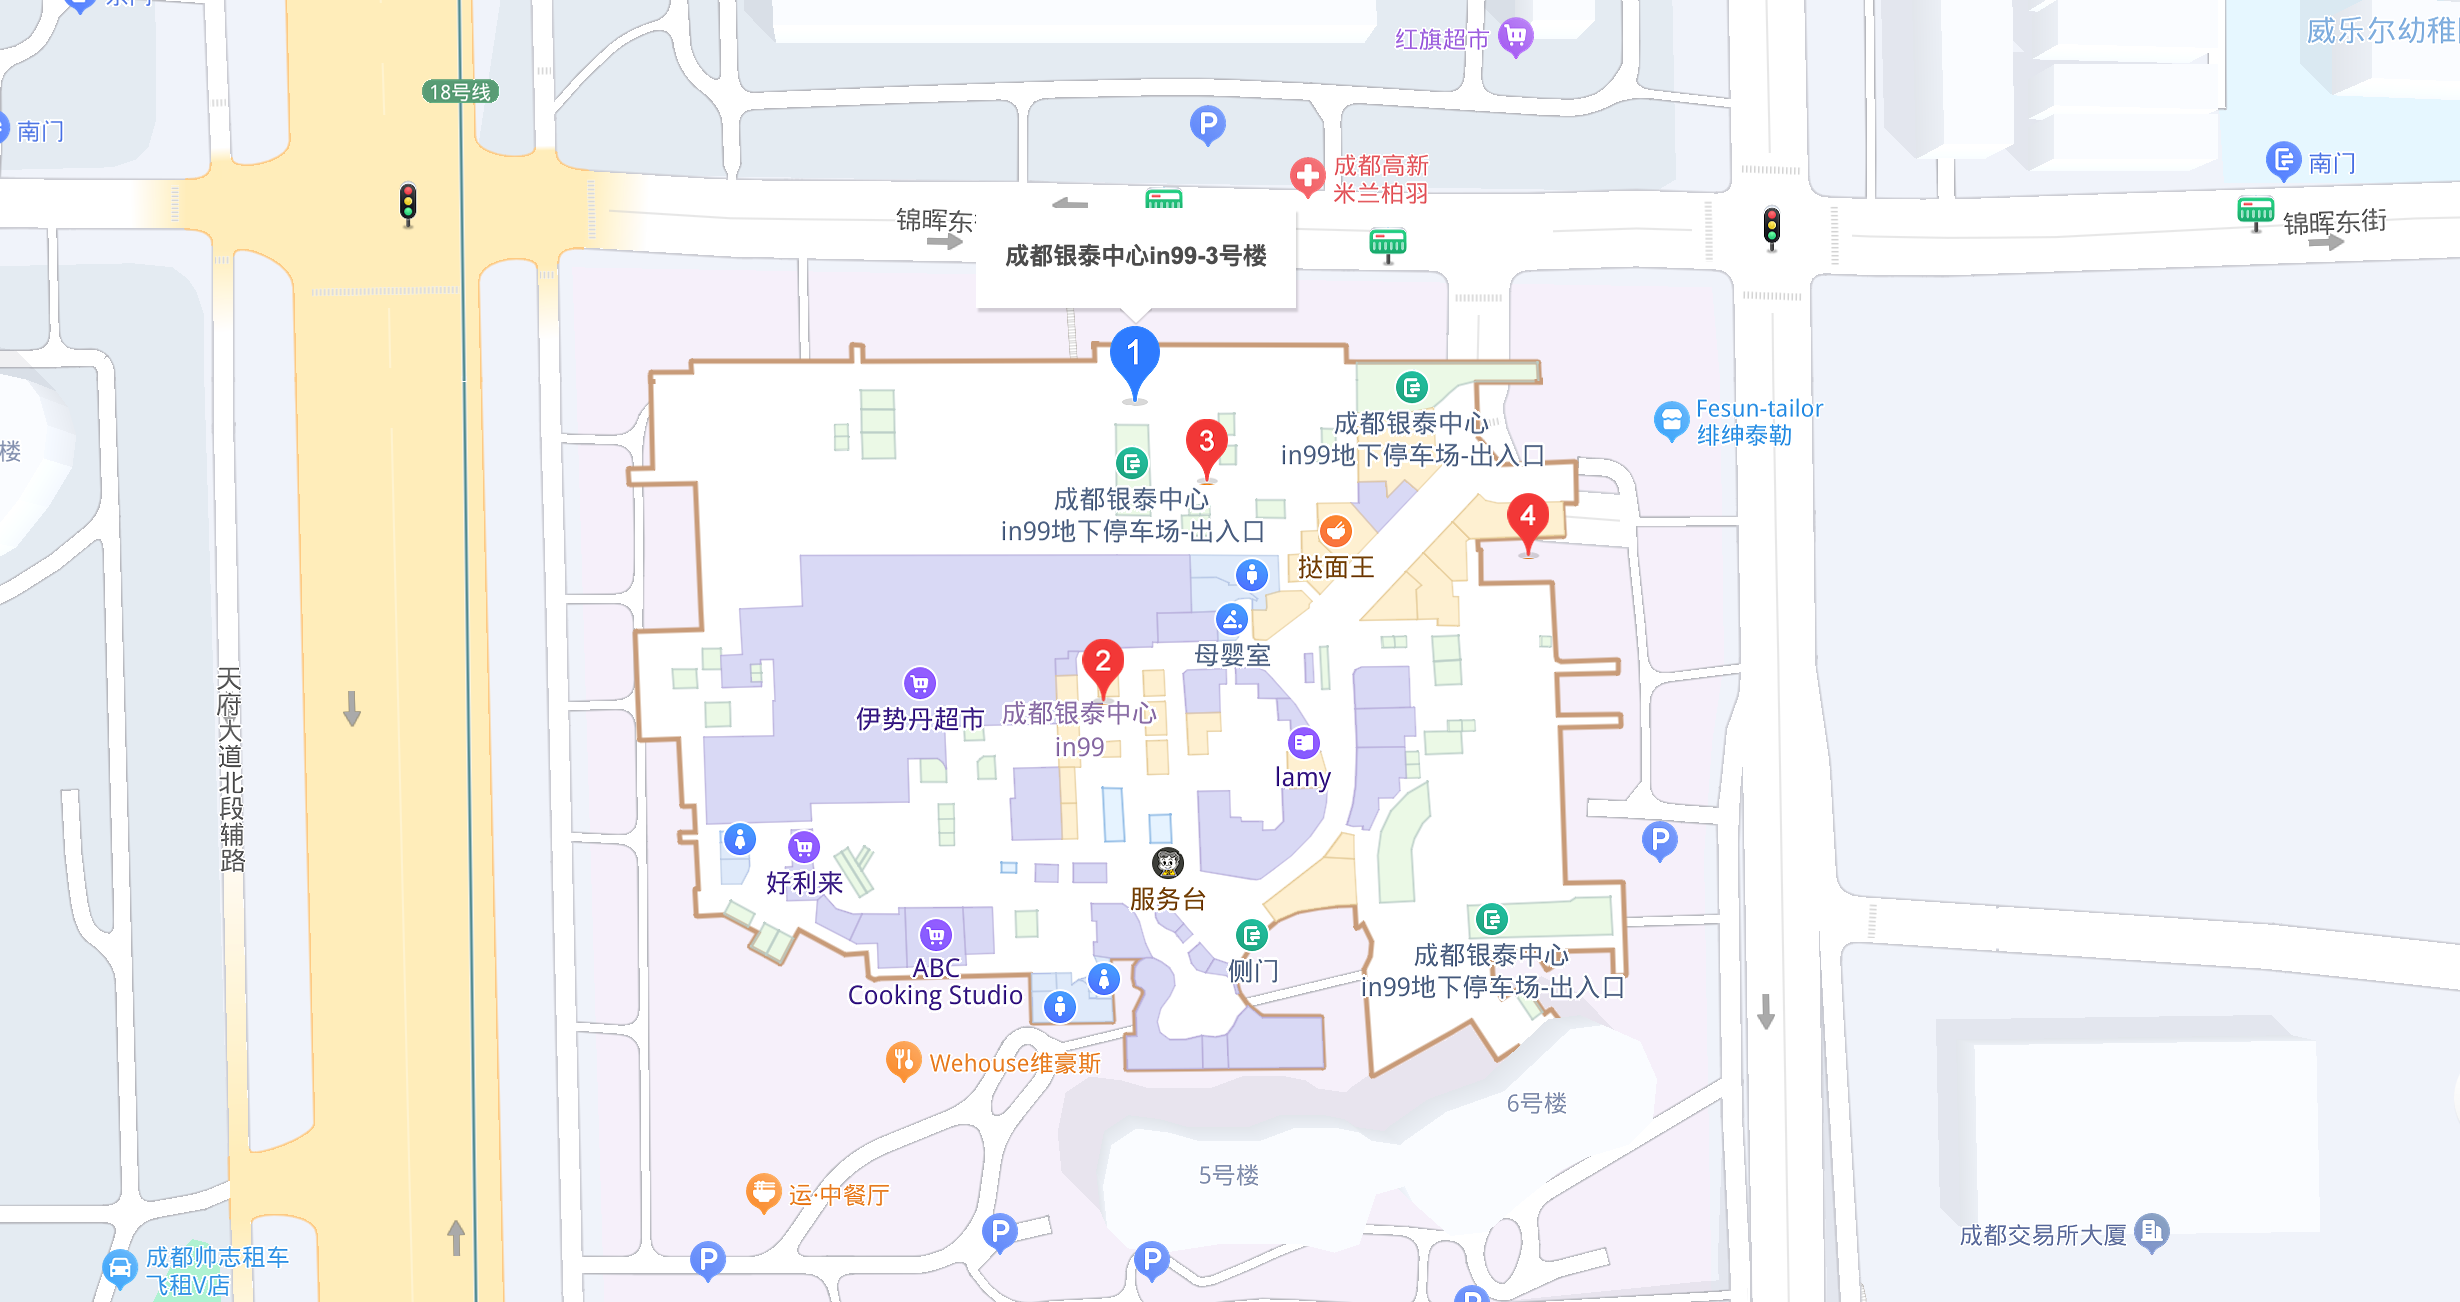 东门
18号线
红旗超市
威乐尔幼稚
南门
P
成都高新
米兰柏羽
南门
锦晖东
锦晖东街
成都银泰中心in99-3号楼
1
楼
3
成都银泰中心
in99地下停车场-出入口
Fesun-tailor
绯绅泰勒
成都银泰中心
in99地下停车场-出入口
4
挞面王
母婴室
2
伊势丹超市
成都银泰中心
in99
天府大道北段辅路
lamy
P
好利来
服务台
ABC
Cooking Studio
侧门
成都银泰中心
in99地下停车场-出入口
Wehouse维豪斯
6号楼
5号楼
运·中餐厅
P
P
P
P
成都交易所大厦
成都帅志租车
飞租V店